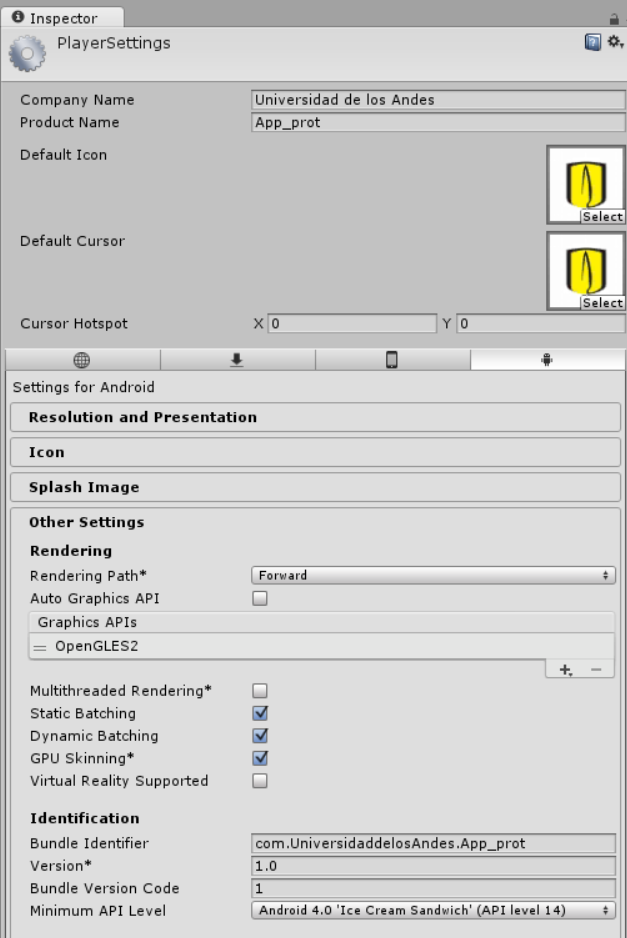 Inspector
PlayerSettings
Company Name Universidad de los Andes
Product Name App_prot
Default Icon
Select
Default Cursor
Select
Cursor Hotspot X 0 Y 0
Settings for Android
Resolution and Presentation
Icon
Splash Image
Other Settings
Rendering
Rendering Path* Forward
Auto Graphics API
Graphics APIs
= OpenGLES2
+ −
Multithreaded Rendering*
Static Batching
Dynamic Batching
GPU Skinning*
Virtual Reality Supported
Identification
Bundle Identifier com.UniversidaddelosAndes.App_prot
Version* 1.0
Bundle Version Code 1
Minimum API Level Android 4.0 'Ice Cream Sandwich' (API level 14)